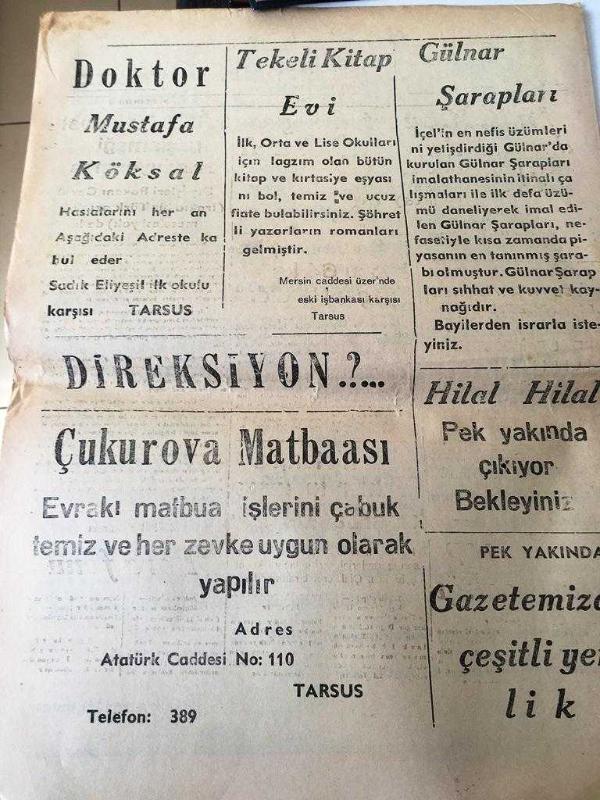 Doktor
Mustafa
Köksal
Hastalarını her an
Aşağıdaki Adreste ka
bul eder
Sadık Eliyeşil ilk okulu
karşısı TARSUS
Tekeli Kitap
Evi
İlk, Orta ve Lise Okulları
için lagzım olan bütün
kitap ve kırtasiye eşyası
nı bol, temiz ve ucuz
fiate bulabilirsiniz. Şöhret
li yazarların romanları
gelmiştir.
Mersin caddesi üzer'nde
eski işbankası karşısı
Tarsus
Gülnar
Şarapları
İçel'in en nefis üzümleri
ni yelişdirdiği Gülnar'da
kurulan Gülnar Şarapları
imalathanesinin itinalı ça
lışmaları ile ilk defa üzü-
mü daneliyerek imal edi-
len Gülnar Şarapları, ne-
fasetiyle kısa zamanda pi-
yasanın en tanınmış şara-
bı olmuştur. Gülnar Şarap
ları sıhhat ve kuvvet kay-
nağıdır.
Bayilerden ısrarla iste-
yiniz.
DİREKSİYON.?...
Çukurova Matbaası
Evrakı matbua işlerini çabuk
temiz ve her zevke uygun olarak
yapılır
Adres
Atatürk Caddesi No: 110
TARSUS
Telefon: 389
Hilal Hilal
Pek yakında
çıkıyor
Bekleyiniz
PEK YAKINDA
Gazetemizd
çeşitli yen
lik